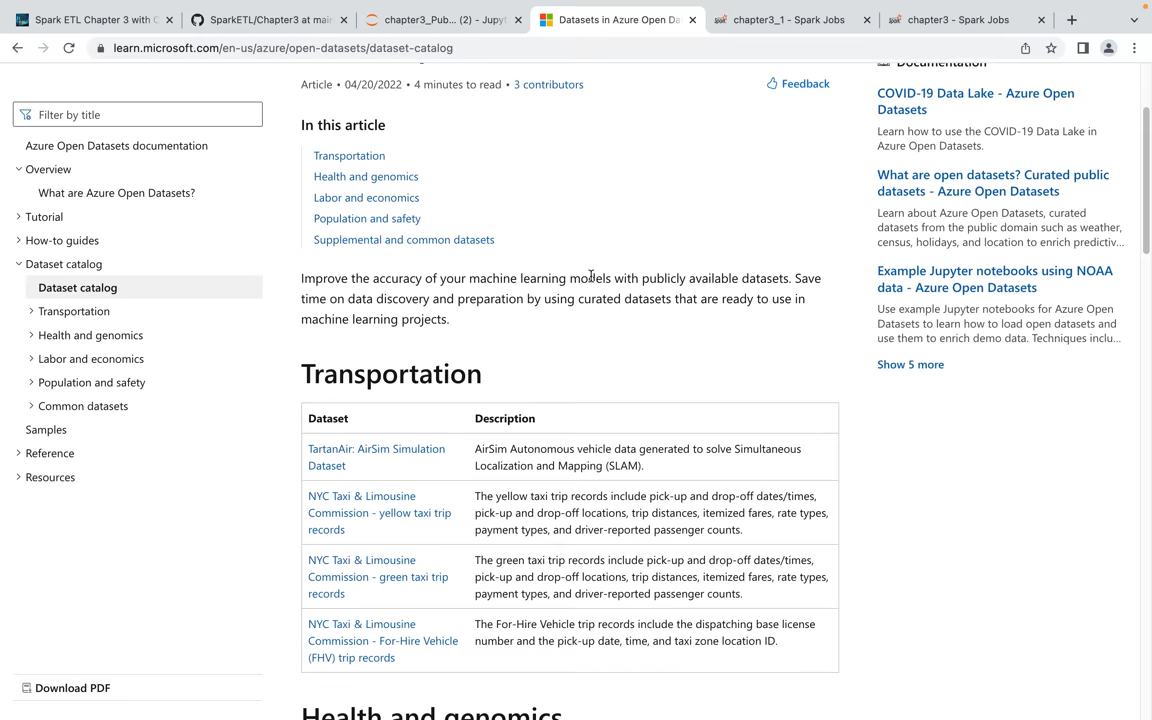 Spark ETL Chapter 3 with C
SparkETL/Chapter3 at mai
chapter3_Pub... (2) - Jupyt
Datasets in Azure Open Da
chapter3_1 - Spark Jobs
chapter3 - Spark Jobs
learn.microsoft.com/en-us/azure/open-datasets/dataset-catalog
Filter by title
Azure Open Datasets documentation
Overview
What are Azure Open Datasets?
Tutorial
How-to guides
Dataset catalog
Dataset catalog
Transportation
Health and genomics
Labor and economics
Population and safety
Common datasets
Samples
Reference
Resources
Download PDF
Article • 04/20/2022 • 4 minutes to read • 3 contributors
Feedback
In this article
Transportation
Health and genomics
Labor and economics
Population and safety
Supplemental and common datasets
Improve the accuracy of your machine learning models with publicly available datasets. Save
time on data discovery and preparation by using curated datasets that are ready to use in
machine learning projects.
Transportation
Dataset
Description
TartanAir: AirSim Simulation
Dataset
AirSim Autonomous vehicle data generated to solve Simultaneous
Localization and Mapping (SLAM).
NYC Taxi & Limousine
Commission - yellow taxi trip
records
The yellow taxi trip records include pick-up and drop-off dates/times,
pick-up and drop-off locations, trip distances, itemized fares, rate types,
payment types, and driver-reported passenger counts.
NYC Taxi & Limousine
Commission - green taxi trip
records
The green taxi trip records include pick-up and drop-off dates/times,
pick-up and drop-off locations, trip distances, itemized fares, rate types,
payment types, and driver-reported passenger counts.
NYC Taxi & Limousine
Commission - For-Hire Vehicle
(FHV) trip records
The For-Hire Vehicle trip records include the dispatching base license
number and the pick-up date, time, and taxi zone location ID.
Health and genomics
Documentation
COVID-19 Data Lake - Azure Open
Datasets
Learn how to use the COVID-19 Data Lake in
Azure Open Datasets.
What are open datasets? Curated public
datasets - Azure Open Datasets
Learn about Azure Open Datasets, curated
datasets from the public domain such as weather,
census, holidays, and location to enrich predictiv...
Example Jupyter notebooks using NOAA
data - Azure Open Datasets
Use example Jupyter notebooks for Azure Open
Datasets to learn how to load open datasets and
use them to enrich demo data. Techniques inclu...
Show 5 more